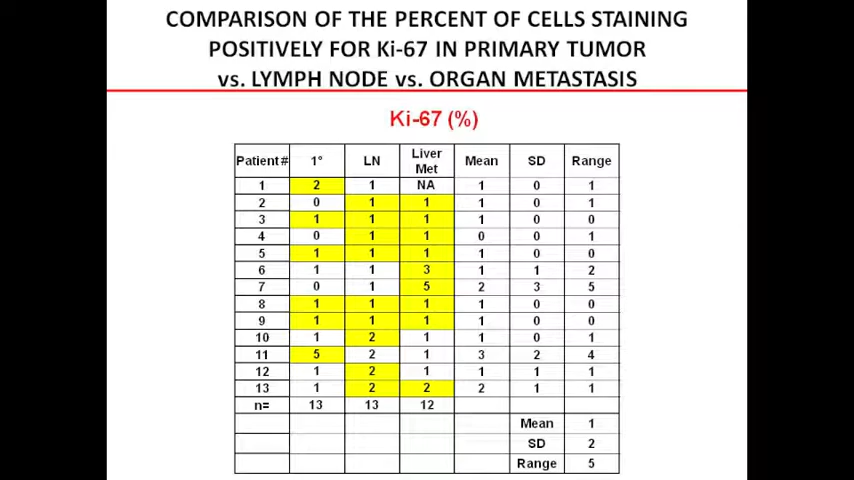 COMPARISON OF THE PERCENT OF CELLS STAINING
POSITIVELY FOR Ki-67 IN PRIMARY TUMOR
vs. LYMPH NODE vs. ORGAN METASTASIS
Ki-67 (%)
Patient# 1° LN Liver Met Mean SD Range
1 2 1 NA 1 0 1
2 0 1 1 1 0 1
3 1 1 1 1 0 0
4 0 1 1 0 0 1
5 1 1 1 1 0 0
6 1 1 3 1 1 2
7 0 1 5 2 3 5
8 1 1 1 1 0 0
9 1 1 1 1 0 0
10 1 2 1 1 0 1
11 5 2 1 3 2 4
12 1 2 1 1 1 1
13 1 2 2 2 1 1
n= 13 13 12
Mean 1
SD 2
Range 5